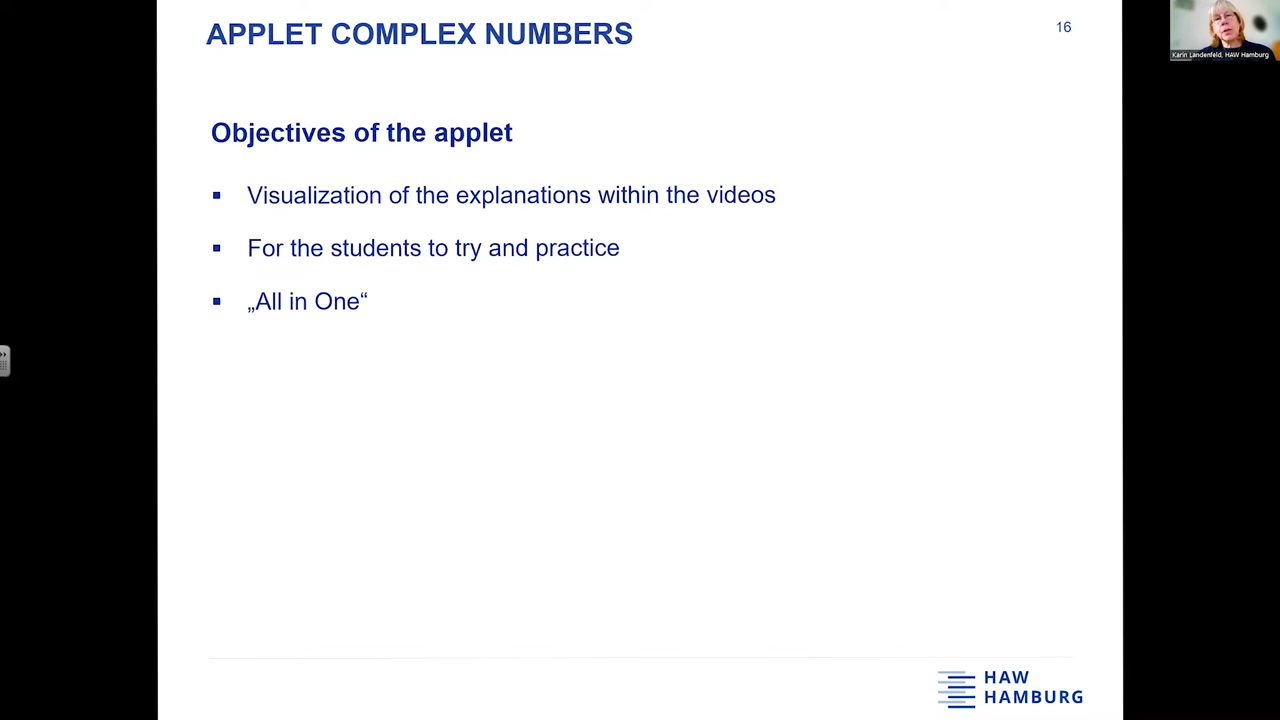 APPLET COMPLEX NUMBERS
16
Karin Landenfeld, HAW Hamburg
Objectives of the applet
▪ Visualization of the explanations within the videos
▪ For the students to try and practice
▪ „All in One“
HAW
HAMBURG